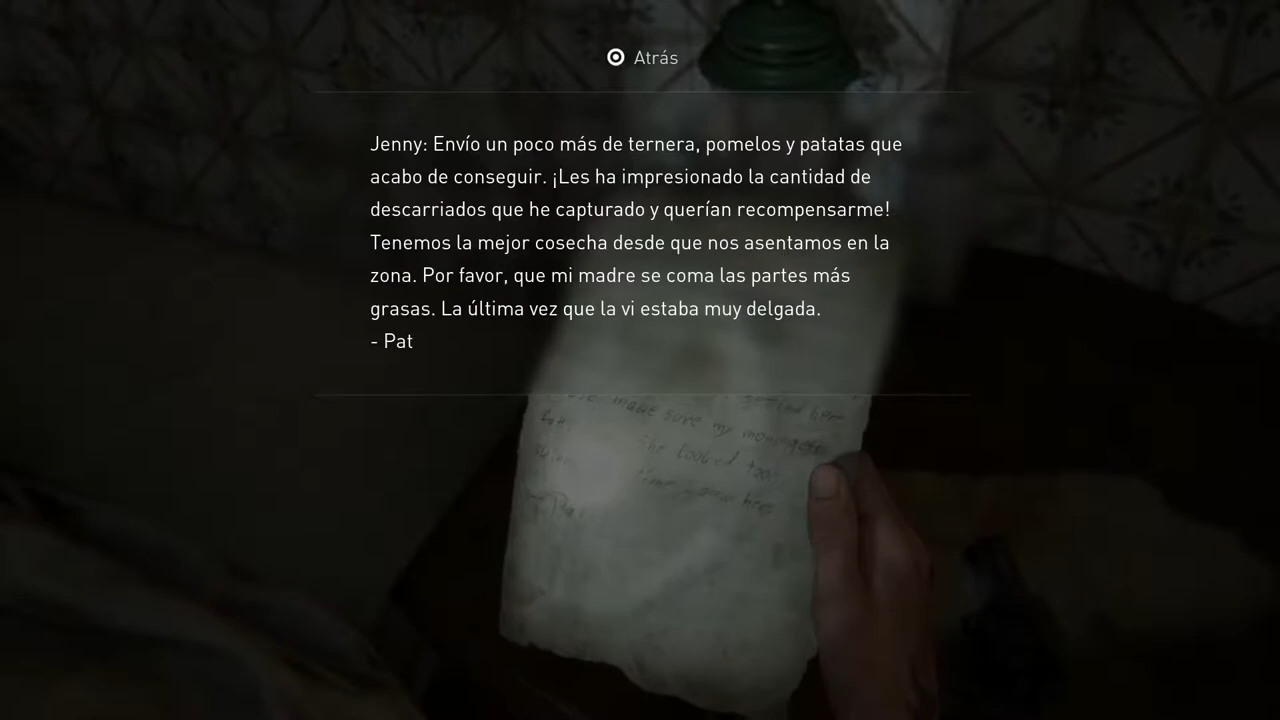 Atrás
Jenny: Envío un poco más de ternera, pomelos y patatas que
acabo de conseguir. ¡Les ha impresionado la cantidad de
descarriados que he capturado y querían recompensarme!
Tenemos la mejor cosecha desde que nos asentamos en la
zona. Por favor, que mi madre se coma las partes más
grasas. La última vez que la vi estaba muy delgada.
- Pat
make sure my
She looked too
time